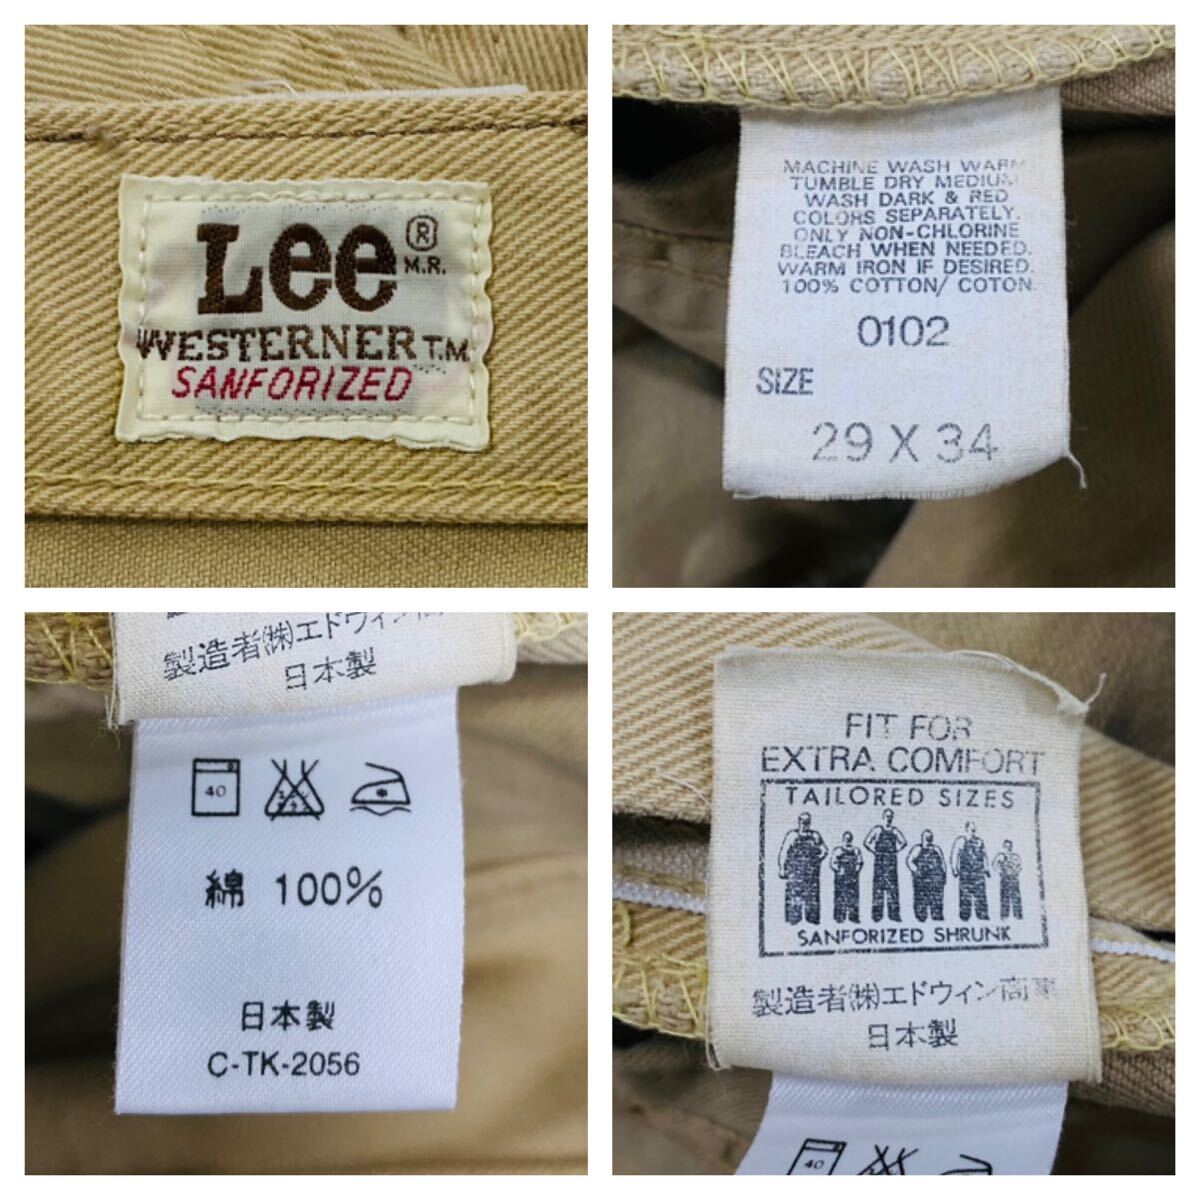 Lee®
M.R.
WESTERNER T.M.
SANFORIZED
MACHINE WASH WARM
TUMBLE DRY MEDIUM
WASH DARK & RED
COLORS SEPARATELY.
ONLY NON-CHLORINE
BLEACH WHEN NEEDED.
WARM IRON IF DESIRED.
100% COTTON/ COTON
0102
SIZE
29 X 34
製造者㈱エドウィン商
日本製
40
綿 100%
日本製
C-TK-2056
FIT FOR
EXTRA COMFORT
TAILORED SIZES
SANFORIZED SHRUNK
製造者㈱エドウィン商事
日本製
40